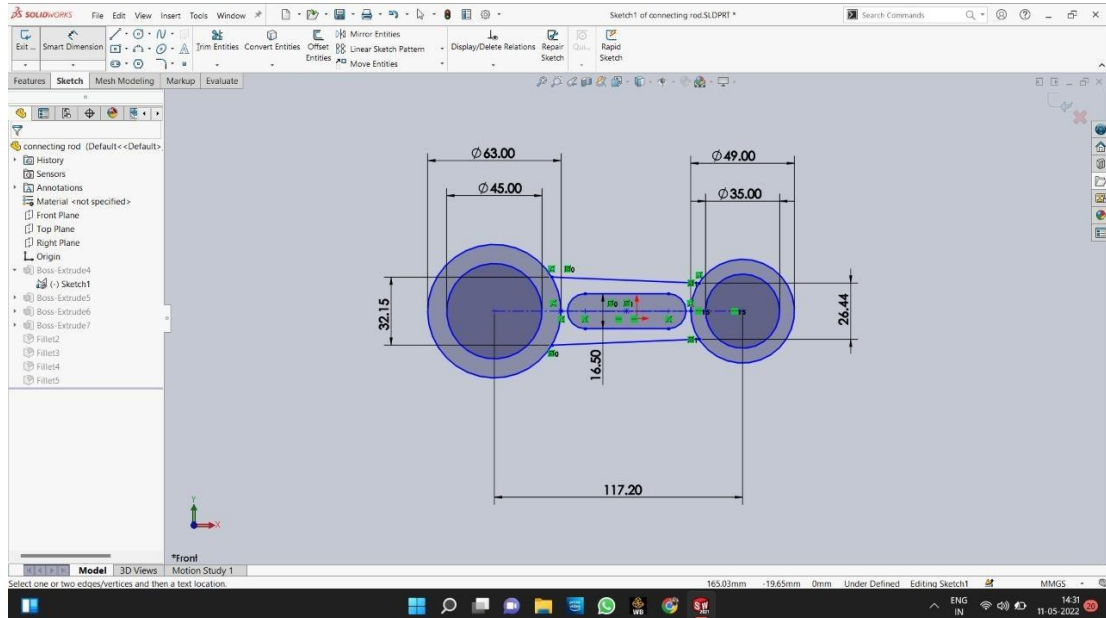 SOLIDWORKS File Edit View Insert Tools Window Sketch1 of connecting rod.SLDPRT * Search Commands
Exit ... Smart Dimension Trim Entities Convert Entities Offset Entities Mirror Entities Display/Delete Relations Repair Sketch Qui... Rapid Sketch
Linear Sketch Pattern
Move Entities
Features Sketch Mesh Modeling Markup Evaluate
connecting rod (Default<<Default>
History
Sensors
Annotations
Material <not specified>
Front Plane
Top Plane
Right Plane
Origin
Boss-Extrude4
(-) Sketch1
Boss-Extrude5
Boss-Extrude6
Boss-Extrude7
Fillet2
Fillet3
Fillet4
Fillet5
Ø63.00
Ø49.00
Ø45.00
Ø35.00
32.15
26.44
16.50
117.20
Y
X
*Front
Model 3D Views Motion Study 1
Select one or two edges/vertices and then a text location. 165.03mm -19.65mm 0mm Under Defined Editing Sketch1 MMGS
ENG IN 14:31 11-05-2022 20